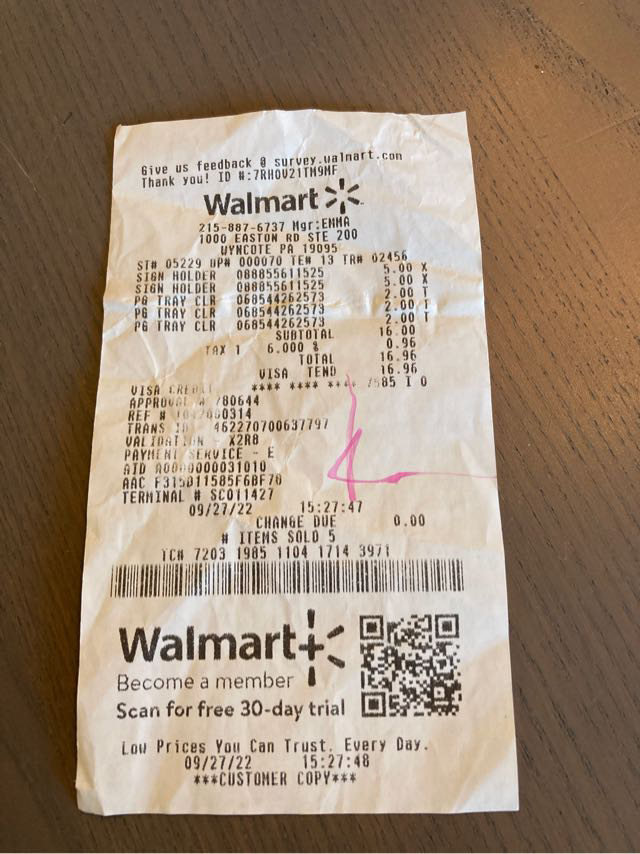 Give us feedback @ survey.walmart.com
Thank you! ID #:7RHOV21TM9MF
Walmart
215-887-6737 Mgr:EMMA
1000 EASTON RD STE 200
WYNCOTE PA 19095
ST# 05229 OP# 000070 TE# 13 TR# 02456
SIGN HOLDER 088855611525 5.00 X
SIGN HOLDER 088855611525 5.00 X
PG TRAY CLR 068544262573 2.00 T
PG TRAY CLR 068544262573 2.00 T
PG TRAY CLR 068544262573 2.00 T
SUBTOTAL 16.00
TAX 1 6.000 % 0.96
TOTAL 16.96
VISA TEND 16.96
VISA CREDIT **** **** **** 7585 I 0
APPROVAL # 780644
REF #
TRANS ID - 462270700637797
VALIDATION - X2R8
PAYMENT SERVICE - E
AID A0000000031010
AAC F315D11585F6BF70
TERMINAL # SC011427
09/27/22 15:27:47
CHANGE DUE 0.00
# ITEMS SOLD 5
TC# 7203 1985 1104 1714 3971
Walmart+
Become a member
Scan for free 30-day trial
Low Prices You Can Trust. Every Day.
09/27/22 15:27:48
***CUSTOMER COPY***